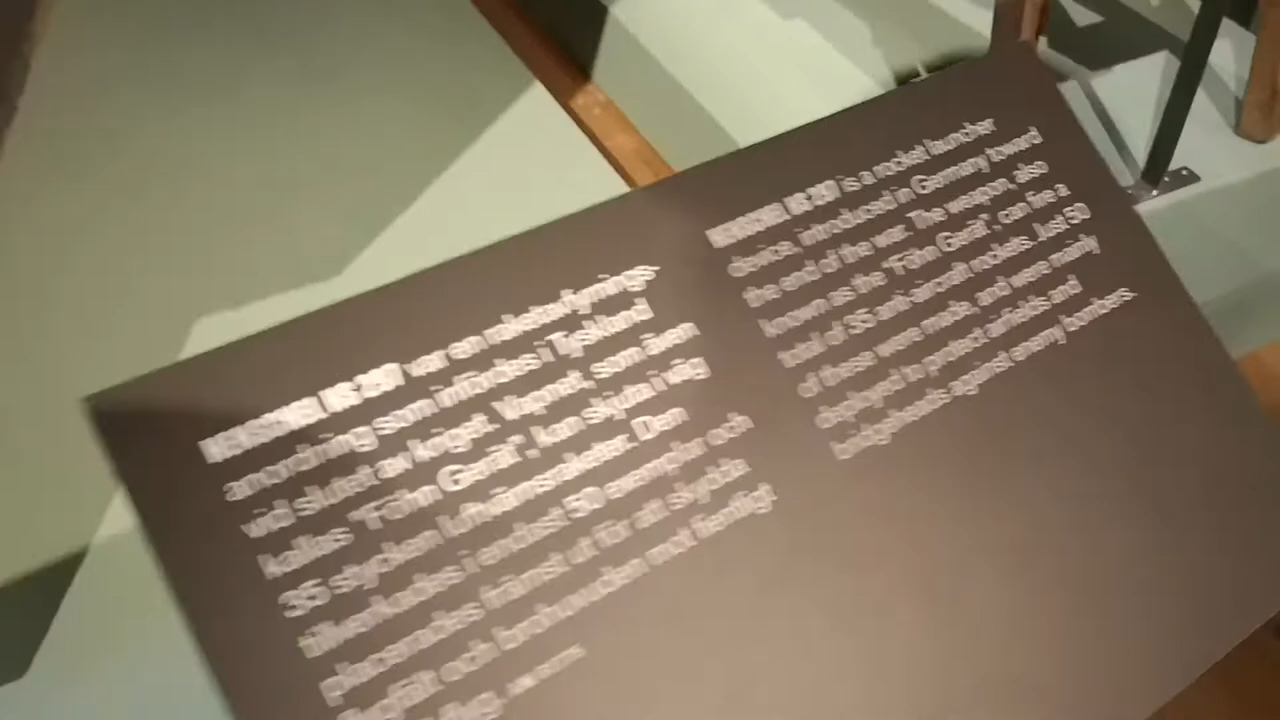 var en raketavfyrnings-
anordning som infördes i Tyskland
vid slutet av kriget. Vapnet, som även
kallas "Föhn Gerät", kan skjuta i väg
35 stycken luftvärnsraketer. Den
tillverkades i endast 50 exemplar och
placerades främst ut för att skydda
flygfält och brohuvuden mot fientligt
is a rocket launcher
device, introduced in Germany toward
the end of the war. The weapon, also
known as the "Föhn Gerät", can fire a
total of 35 anti-aircraft rockets. Just 50
of these were made, and were mainly
deployed to protect airfields and
bridgeheads against enemy bombers.